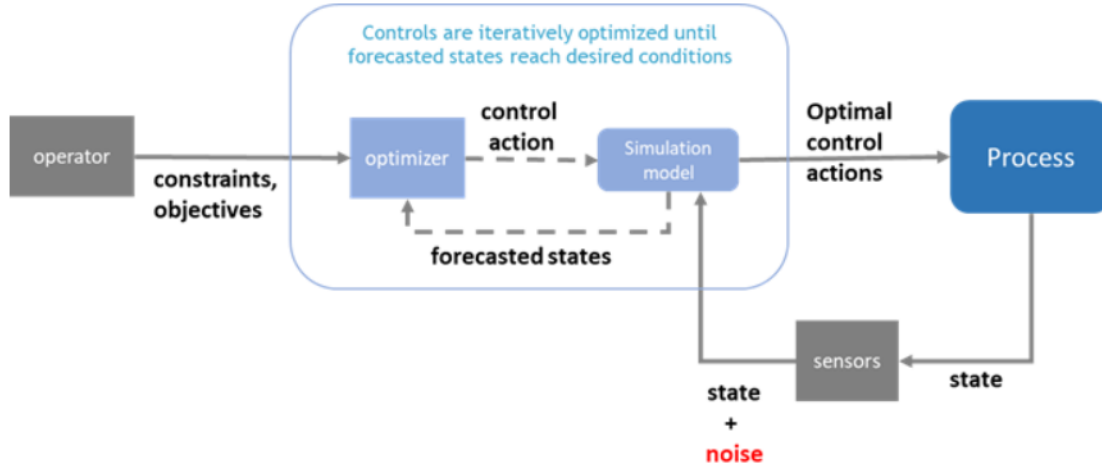 Controls are iteratively optimized until
forecasted states reach desired conditions
operator
constraints,
objectives
optimizer
control
action
Simulation
model
forecasted states
Optimal
control
actions
Process
sensors
state
state
+
noise